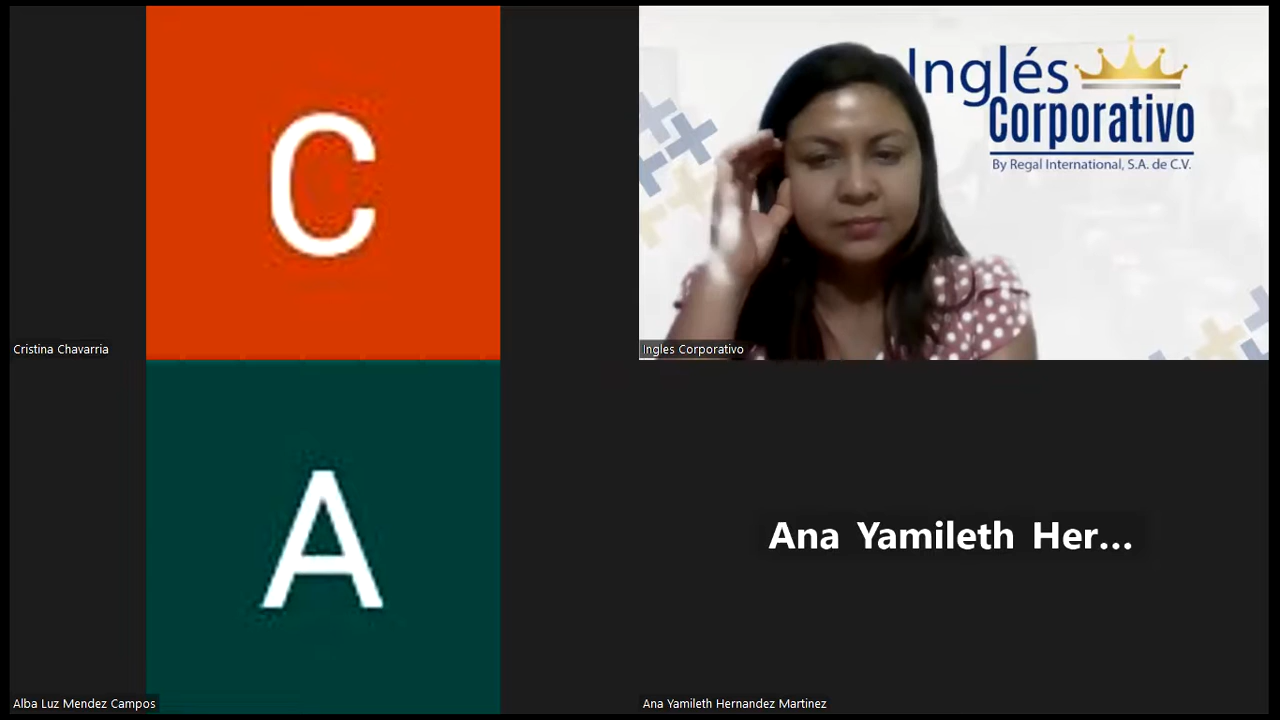 C
Cristina Chavarria
Inglés
Corporativo
By Regal International, S.A. de C.V.
Ingles Corporativo
A
Alba Luz Mendez Campos
Ana Yamileth Her...
Ana Yamileth Hernandez Martinez